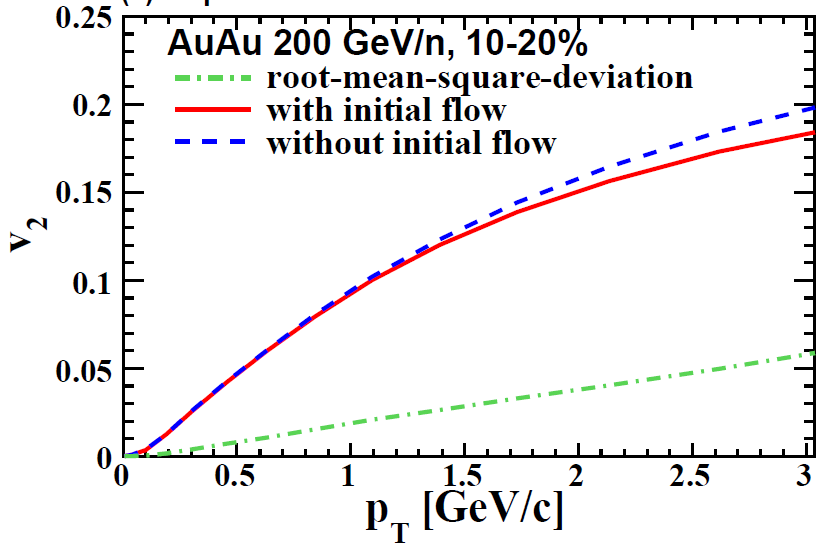 0.25
AuAu 200 GeV/n, 10-20%
root-mean-square-deviation
with initial flow
without initial flow
0.2
0.15
0.1
0.05
0
v2
0 0.5 1 1.5 2 2.5 3
pT [GeV/c]